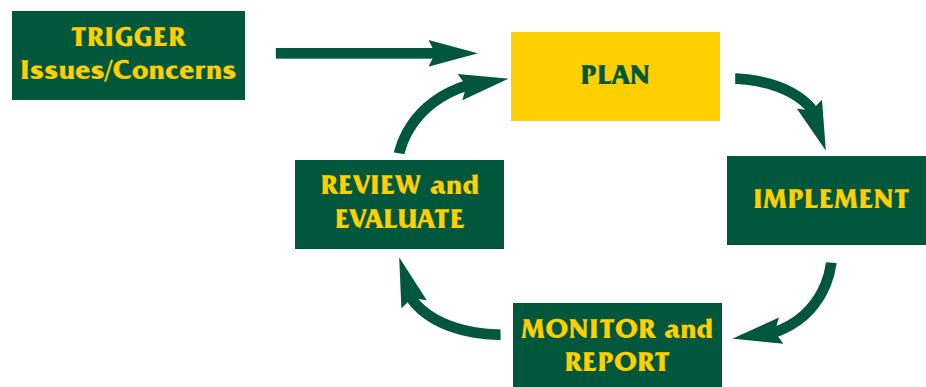 TRIGGER
Issues/Concerns
PLAN
IMPLEMENT
MONITOR and
REPORT
REVIEW and
EVALUATE